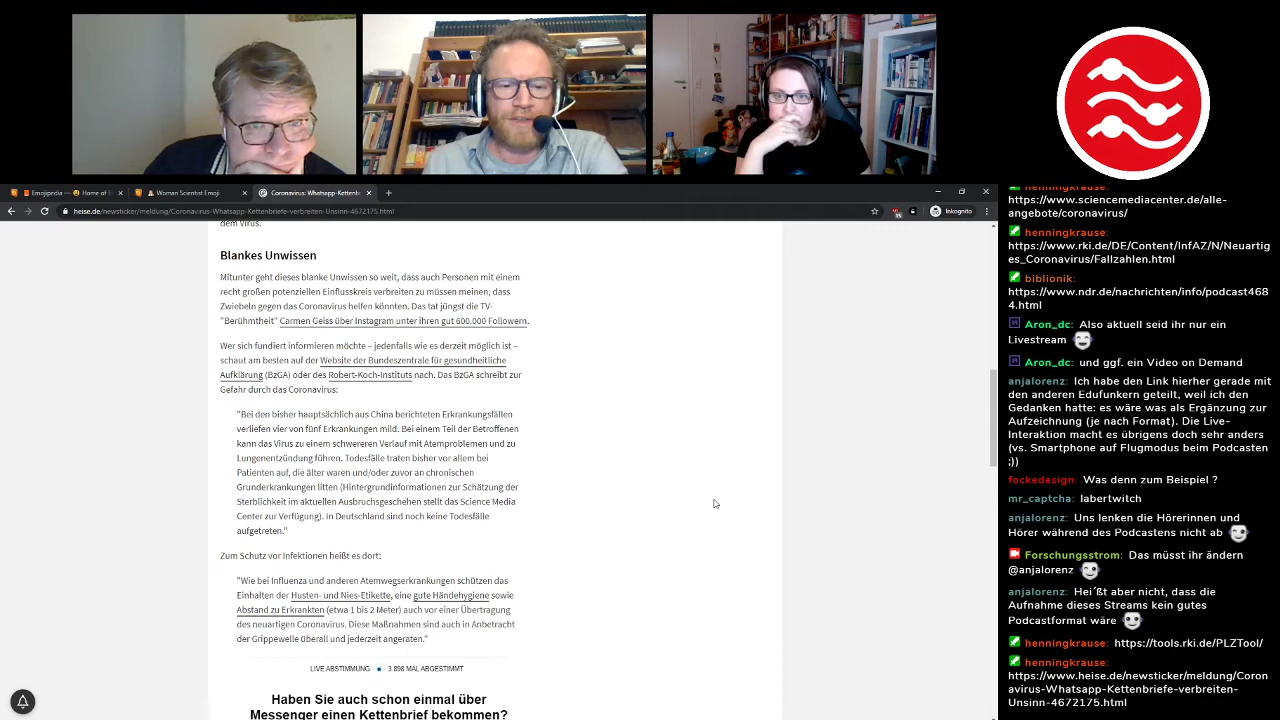 Emojipedia — 😃 Home of E
Woman Scientist Emoji
Coronavirus: Whatsapp-Kettenb
heise.de/newsticker/meldung/Coronavirus-Whatsapp-Kettenbriefe-verbreiten-Unsinn-4672175.html
Inkognito
dem Virus.
Blankes Unwissen
Mitunter geht dieses blanke Unwissen so weit, dass auch Personen mit einem
recht großen potenziellen Einflusskreis verbreiten zu müssen meinen, dass
Zwiebeln gegen das Coronavirus helfen könnten. Das tat jüngst die TV-
"Berühmtheit" Carmen Geiss über Instagram unter ihren gut 600.000 Followern.
Wer sich fundiert informieren möchte – jedenfalls wie es derzeit möglich ist –
schaut am besten auf der Website der Bundeszentrale für gesundheitliche
Aufklärung (BzGA) oder des Robert-Koch-Instituts nach. Das BzGA schreibt zur
Gefahr durch das Coronavirus:
"Bei den bisher hauptsächlich aus China berichteten Erkrankungsfällen
verliefen vier von fünf Erkrankungen mild. Bei einem Teil der Betroffenen
kann das Virus zu einem schwereren Verlauf mit Atemproblemen und zu
Lungenentzündung führen. Todesfälle traten bisher vor allem bei
Patienten auf, die älter waren und/oder zuvor an chronischen
Grunderkrankungen litten (Hintergrundinformationen zur Schätzung der
Sterblichkeit im aktuellen Ausbruchsgeschehen stellt das Science Media
Center zur Verfügung). In Deutschland sind noch keine Todesfälle
aufgetreten."
Zum Schutz vor Infektionen heißt es dort:
"Wie bei Influenza und anderen Atemwegserkrankungen schützen das
Einhalten der Husten- und Nies-Etikette, eine gute Händehygiene sowie
Abstand zu Erkrankten (etwa 1 bis 2 Meter) auch vor einer Übertragung
des neuartigen Coronavirus. Diese Maßnahmen sind auch in Anbetracht
der Grippewelle überall und jederzeit angeraten."
LIVE ABSTIMMUNG ● 3.898 MAL ABGESTIMMT
Haben Sie auch schon einmal über
Messenger einen Kettenbrief bekommen?
henningkrause:
https://www.sciencemediacenter.de/alle-
angebote/coronavirus/
henningkrause:
https://www.rki.de/DE/Content/InfAZ/N/Neuartig
es_Coronavirus/Fallzahlen.html
biblionik:
https://www.ndr.de/nachrichten/info/podcast468
4.html
Aron_dc: Also aktuell seid ihr nur ein
Livestream
Aron_dc: und ggf. ein Video on Demand
anjalorenz: Ich habe den Link hierher gerade mit
den anderen Edufunkern geteilt, weil ich den
Gedanken hatte: es wäre was als Ergänzung zur
Aufzeichnung (je nach Format). Die Live-
Interaktion macht es übrigens doch sehr anders
(vs. Smartphone auf Flugmodus beim Podcasten
;))
fockedesign: Was denn zum Beispiel ?
mr_captcha: labertwitch
anjalorenz: Uns lenken die Hörerinnen und
Hörer während des Podcastens nicht ab
Forschungsstrom: Das müsst ihr ändern
@anjalorenz
anjalorenz: Hei´ßt aber nicht, dass die
Aufnahme dieses Streams kein gutes
Podcastformat wäre
henningkrause: https://tools.rki.de/PLZTool/
henningkrause:
https://www.heise.de/newsticker/meldung/Coron
avirus-Whatsapp-Kettenbriefe-verbreiten-
Unsinn-4672175.html